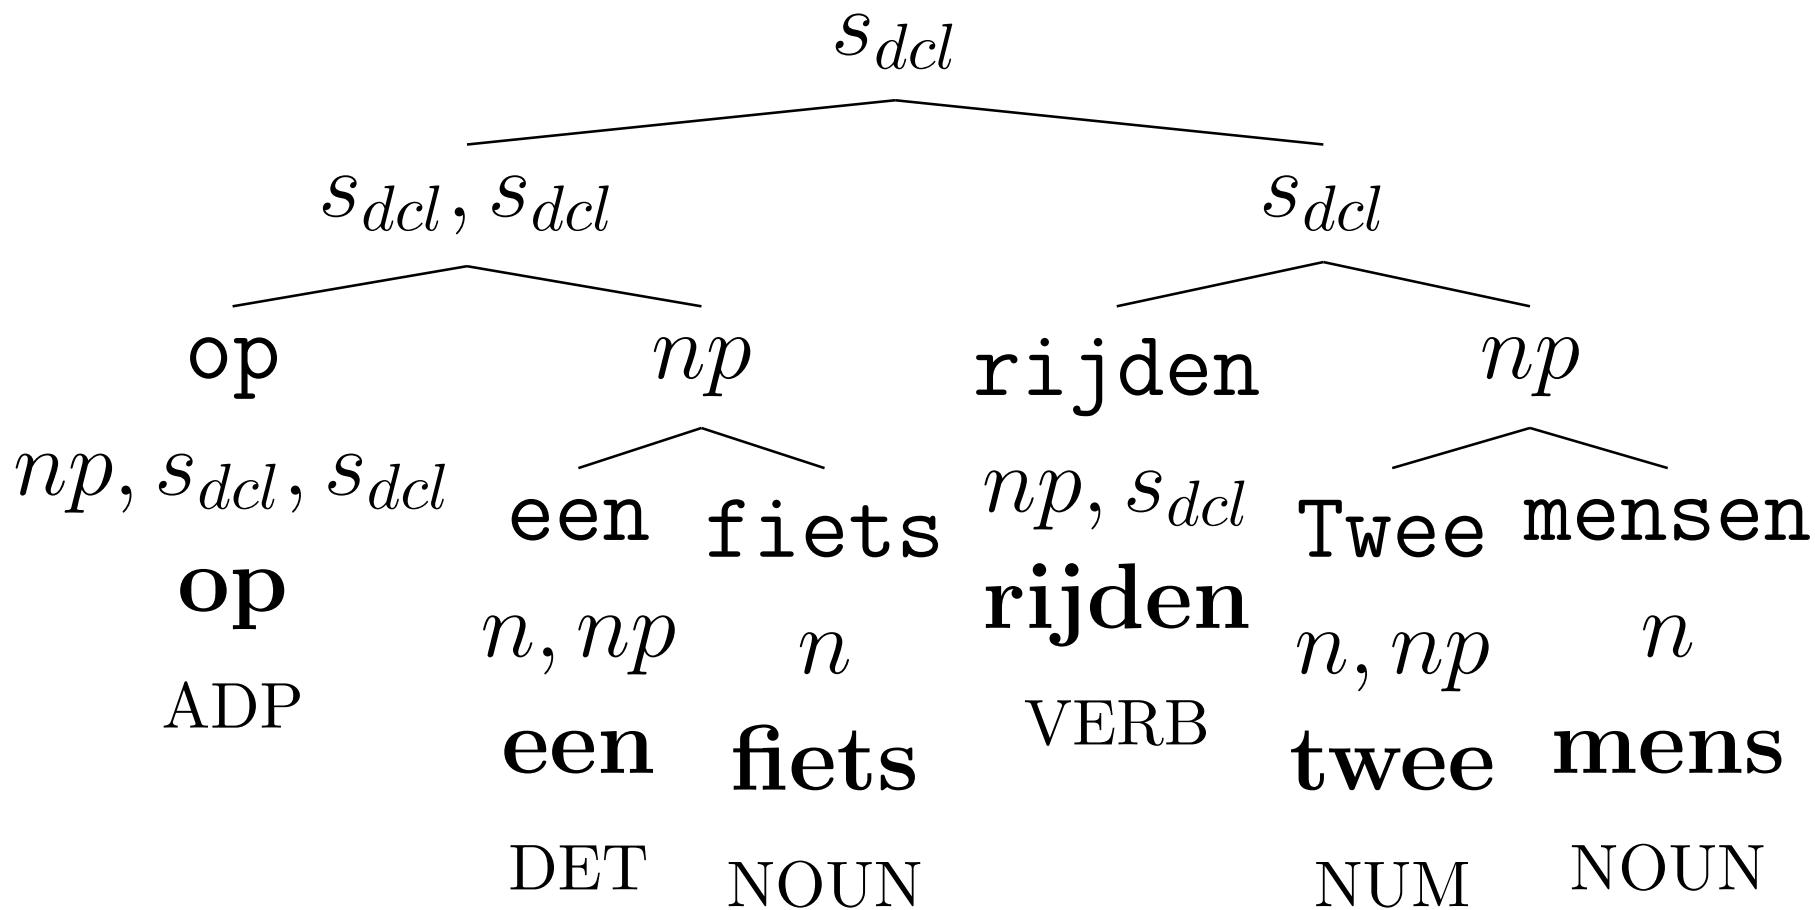 s_dcl
s_dcl, s_dcl s_dcl
op np rijden np
np, s_dcl, s_dcl een fiets np, s_dcl Twee mensen
op n, np n rijden n, np n
ADP een fiets VERB twee mens
DET NOUN NUM NOUN